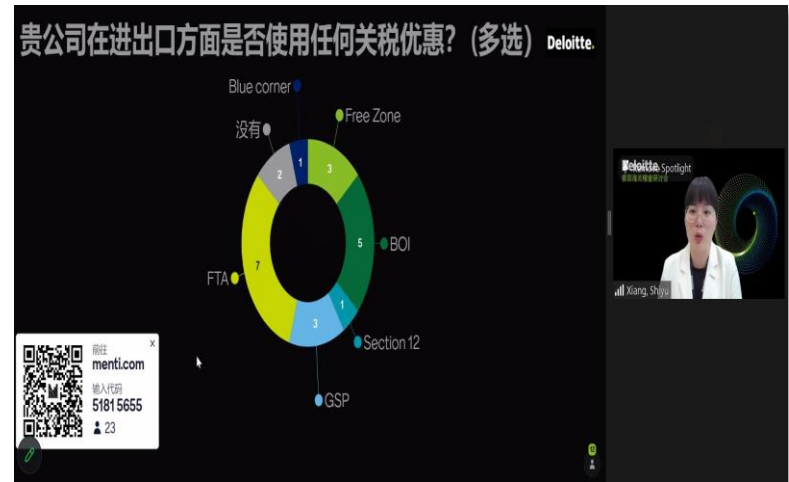 贵公司在进出口方面是否使用任何关税优惠？(多选)
Deloitte.
Blue corner
Free Zone
没有
1
3
2
5
BOI
7
FTA
1
Section 12
3
GSP
前往
menti.com
输入代码
5181 5655
23
Spotlight
Xiang, Shiyu